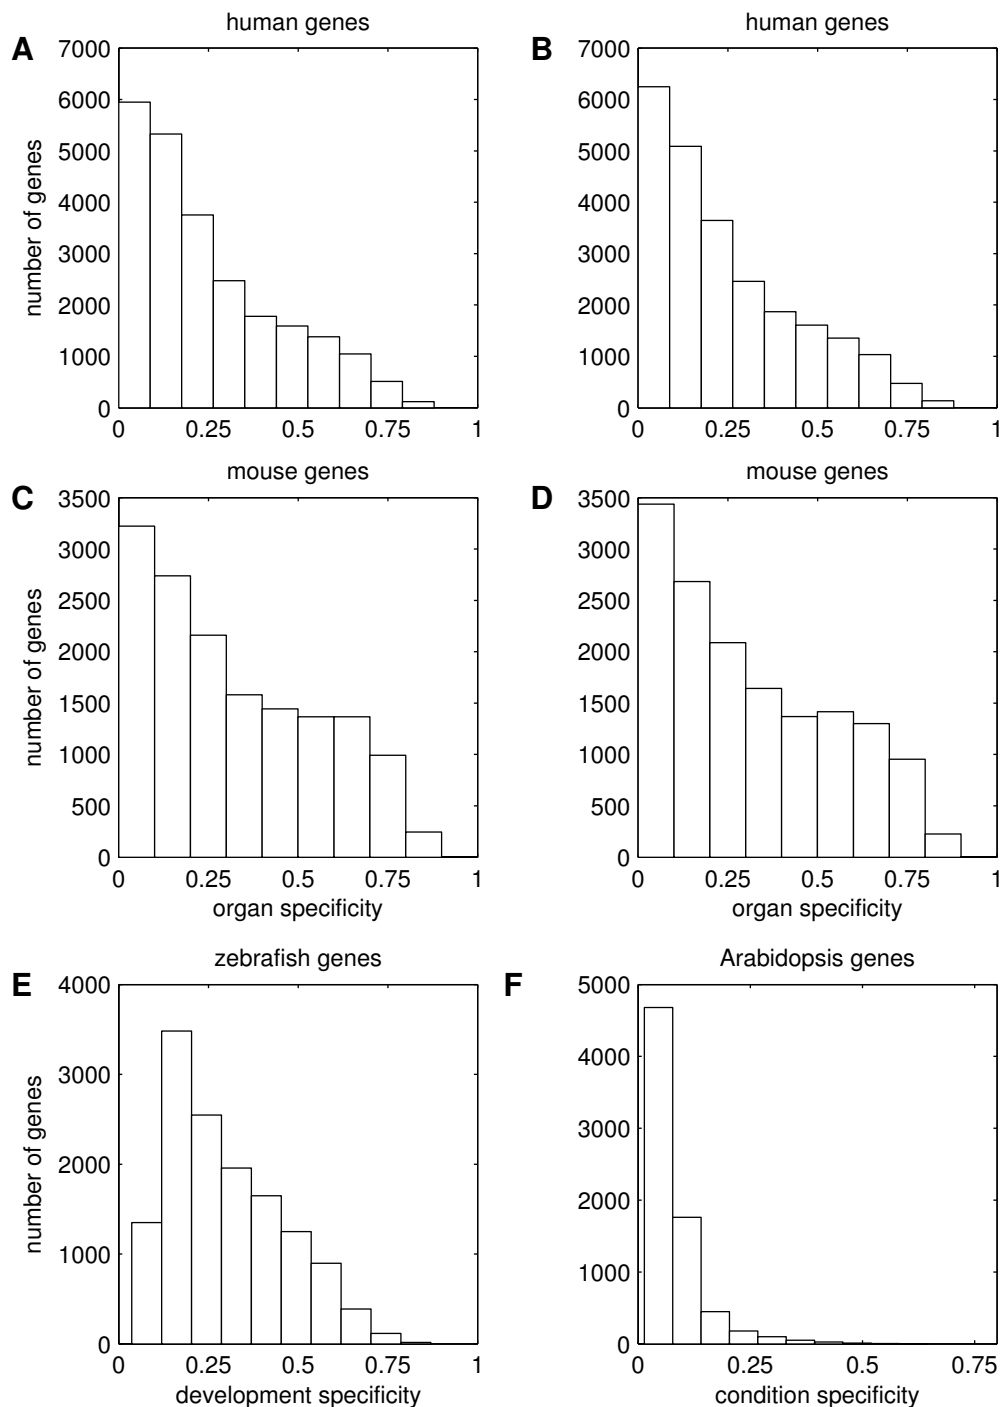 human genes
A
7000
6000
5000
4000
3000
2000
1000
0
number of genes
0 0.25 0.5 0.75 1
human genes
B
7000
6000
5000
4000
3000
2000
1000
0
0 0.25 0.5 0.75 1
mouse genes
C
3500
3000
2500
2000
1500
1000
500
0
number of genes
0 0.25 0.5 0.75 1
organ specificity
mouse genes
D
3500
3000
2500
2000
1500
1000
500
0
0 0.25 0.5 0.75 1
organ specificity
zebrafish genes
E
4000
3000
2000
1000
0
number of genes
0 0.25 0.5 0.75 1
development specificity
Arabidopsis genes
F
5000
4000
3000
2000
1000
0
0 0.25 0.5 0.75
condition specificity